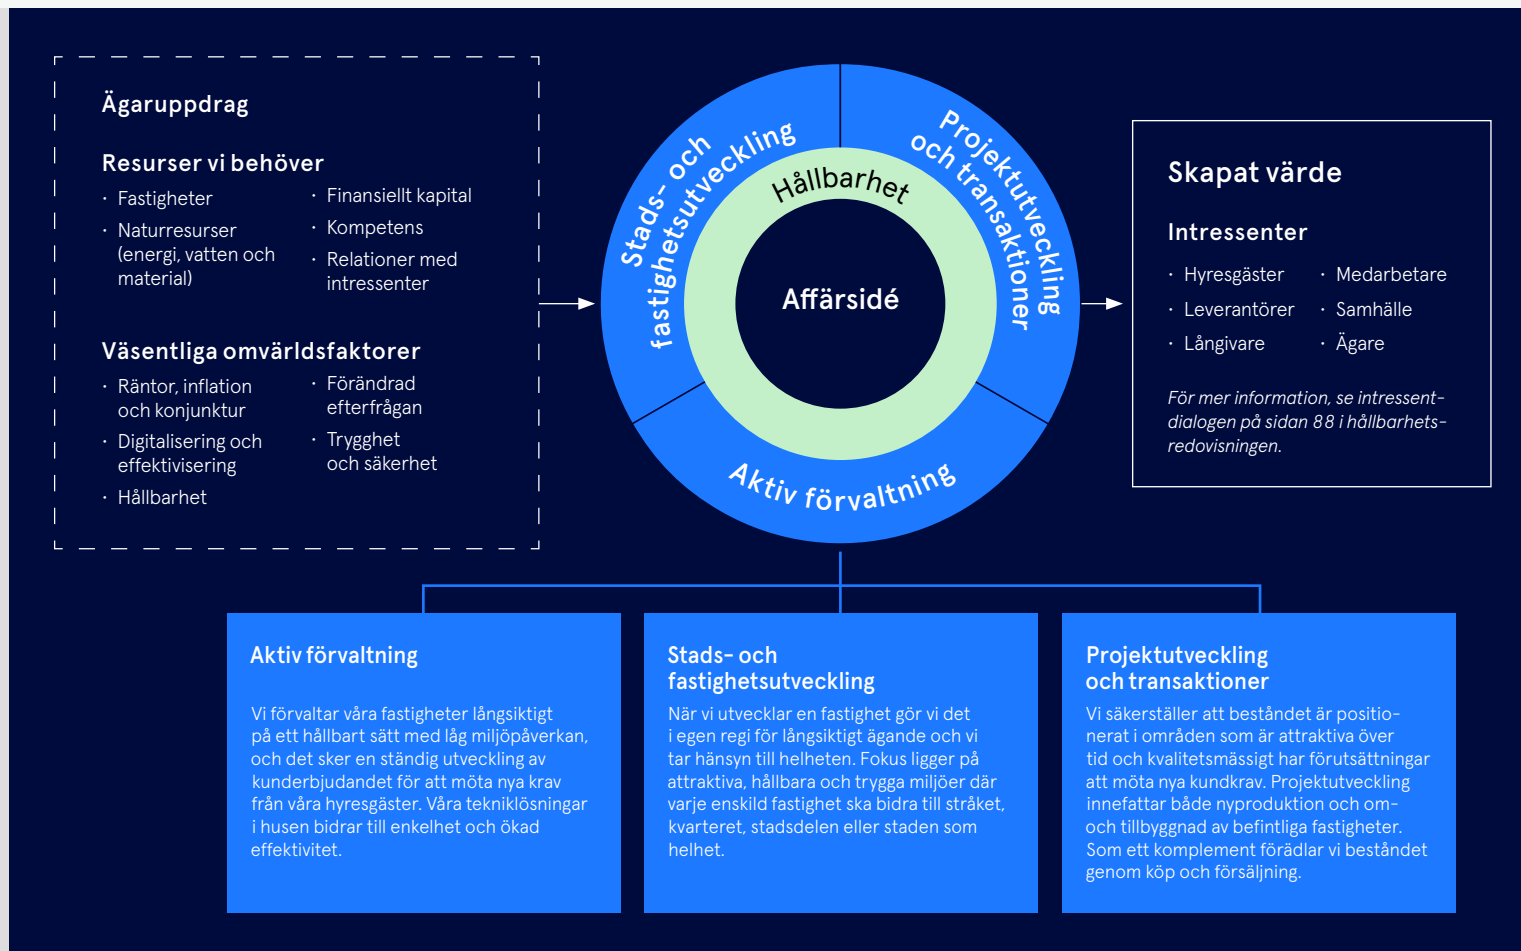 Ägaruppdrag
Resurser vi behöver
· Fastigheter
· Naturresurser
(energi, vatten och
material)
· Finansiellt kapital
· Kompetens
· Relationer med
intressenter
Väsentliga omvärldsfaktorer
· Räntor, inflation
och konjunktur
· Digitalisering och
effektivisering
· Hållbarhet
· Förändrad
efterfrågan
· Trygghet
och säkerhet
Stads- och
fastighetsutveckling
Projektutveckling
och transaktioner
Hållbarhet
Affärsidé
Aktiv förvaltning
Skapat värde
Intressenter
· Hyresgäster
· Leverantörer
· Långivare
· Medarbetare
· Samhälle
· Ägare
För mer information, se intressent-
dialogen på sidan 88 i hållbarhets-
redovisningen.
Aktiv förvaltning
Vi förvaltar våra fastigheter långsiktigt
på ett hållbart sätt med låg miljöpåverkan,
och det sker en ständig utveckling av
kunderbjudandet för att möta nya krav
från våra hyresgäster. Våra tekniklösningar
i husen bidrar till enkelhet och ökad
effektivitet.
Stads- och
fastighetsutveckling
När vi utvecklar en fastighet gör vi det
i egen regi för långsiktigt ägande och vi
tar hänsyn till helheten. Fokus ligger på
attraktiva, hållbara och trygga miljöer där
varje enskild fastighet ska bidra till stråket,
kvarteret, stadsdelen eller staden som
helhet.
Projektutveckling
och transaktioner
Vi säkerställer att beståndet är positio-
nerat i områden som är attraktiva över
tid och kvalitetsmässigt har förutsättningar
att möta nya kundkrav. Projektutveckling
innefattar både nyproduktion och om-
och tillbyggnad av befintliga fastigheter.
Som ett komplement förädlar vi beståndet
genom köp och försäljning.